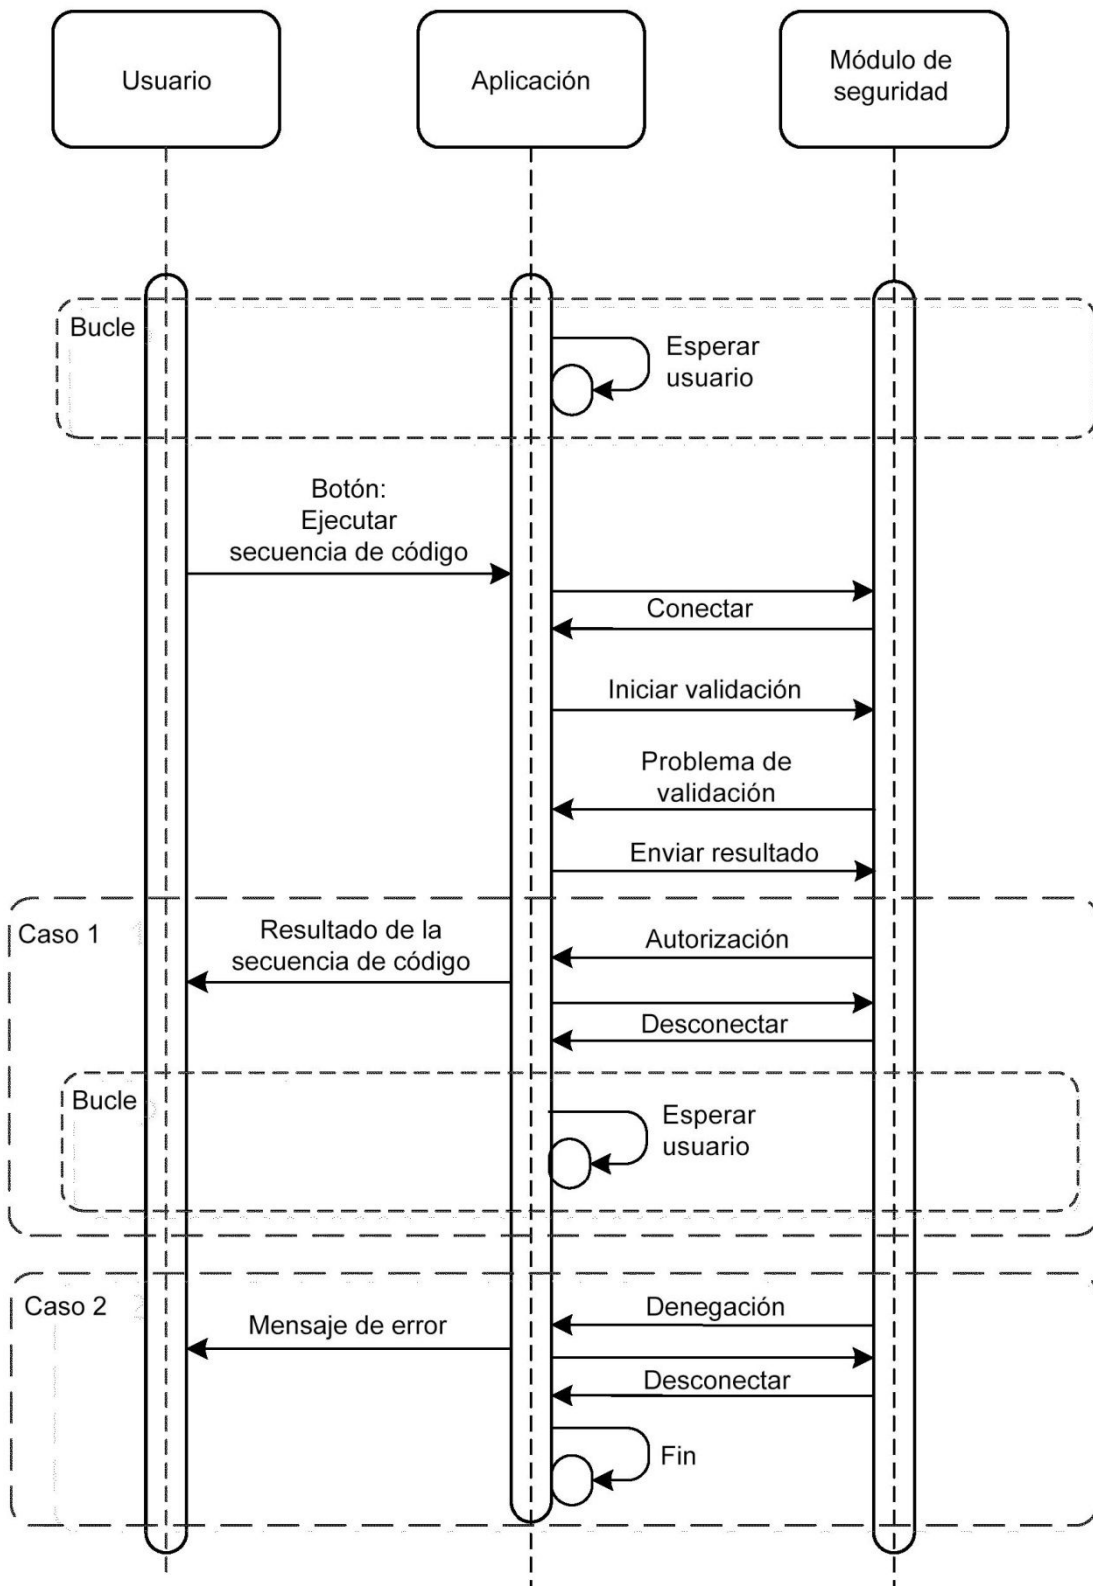 Usuario
Aplicación
Módulo de
seguridad
Bucle
Esperar
usuario
Botón:
Ejecutar
secuencia de código
Conectar
Iniciar validación
Problema de
validación
Enviar resultado
Caso 1
Resultado de la
secuencia de código
Autorización
Desconectar
Bucle
Esperar
usuario
Caso 2
Denegación
Mensaje de error
Desconectar
Fin